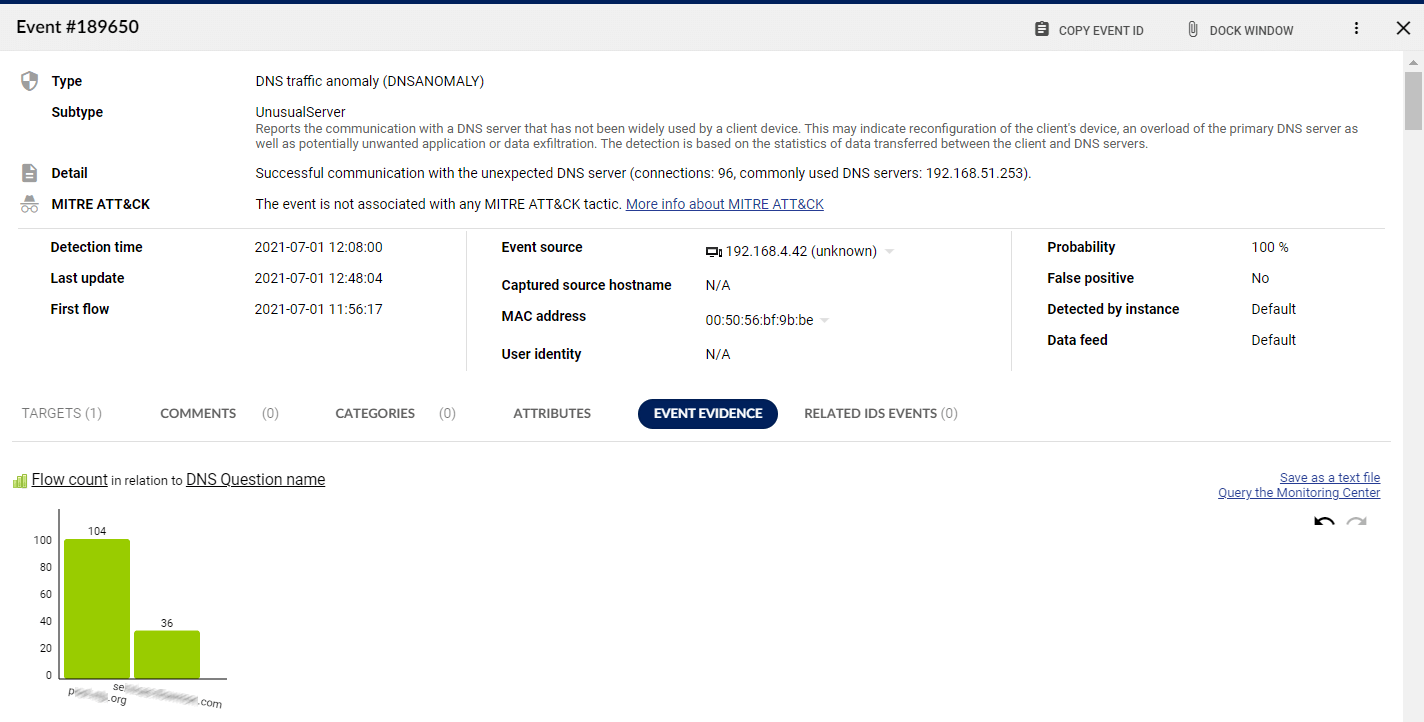 Event #189650
COPY EVENT ID
DOCK WINDOW
Type
DNS traffic anomaly (DNSANOMALY)
Subtype
UnusualServer
Reports the communication with a DNS server that has not been widely used by a client device. This may indicate reconfiguration of the client's device, an overload of the primary DNS server as
well as potentially unwanted application or data exfiltration. The detection is based on the statistics of data transferred between the client and DNS servers.
Detail
Successful communication with the unexpected DNS server (connections: 96, commonly used DNS servers: 192.168.51.253).
MITRE ATT&CK
The event is not associated with any MITRE ATT&CK tactic. More info about MITRE ATT&CK
Detection time
2021-07-01 12:08:00
Last update
2021-07-01 12:48:04
First flow
2021-07-01 11:56:17
Event source
192.168.4.42 (unknown)
Captured source hostname
N/A
MAC address
00:50:56:bf:9b:be
User identity
N/A
Probability
100 %
False positive
No
Detected by instance
Default
Data feed
Default
TARGETS (1)
COMMENTS (0)
CATEGORIES (0)
ATTRIBUTES
EVENT EVIDENCE
RELATED IDS EVENTS (0)
Flow count in relation to DNS Question name
Save as a text file
Query the Monitoring Center
104
100
80
60
40
36
20
0
.org
.com